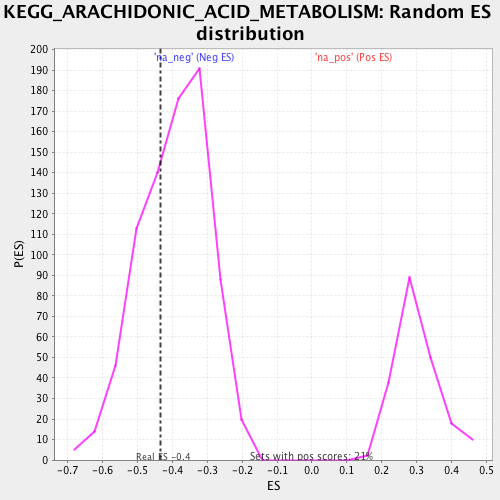 KEGG_ARACHIDONIC_ACID_METABOLISM: Random ES
distribution
'na_neg' (Neg ES)
'na_pos' (Pos ES)
200
190
180
170
160
150
140
130
120
110
100
90
80
70
60
50
40
30
20
10
0
P(ES)
Real ES -0.4
Sets with pos scores: 21%
-0.7 -0.6 -0.5 -0.4 -0.3 -0.2 -0.1 0.0 0.1 0.2 0.3 0.4 0.5
ES